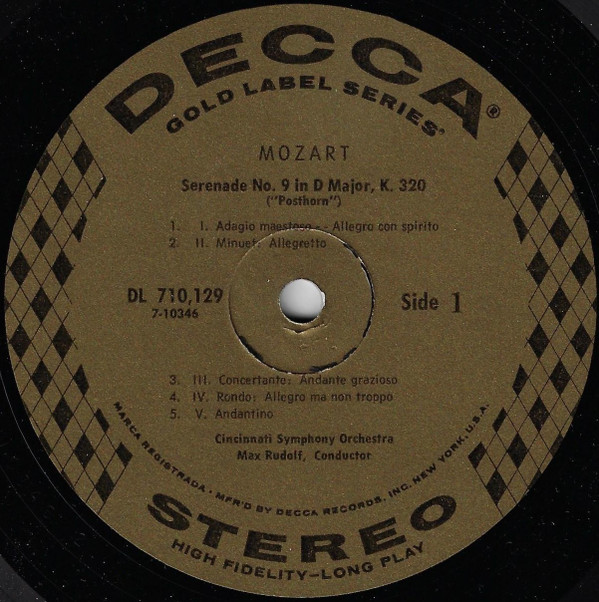 DECCA®
GOLD LABEL SERIES®
MOZART
Serenade No. 9 in D Major, K. 320
("Posthorn")
1. I. Adagio maestoso -- Allegro con spirito
2. II. Minuet: Allegretto
DL 710,129
7-10346
Side 1
3. III. Concertante: Andante grazioso
4. IV. Rondo: Allegro ma non troppo
5. V. Andantino
Cincinnati Symphony Orchestra
Max Rudolf, Conductor
MARCA REGISTRADA • MFR'D BY DECCA RECORDS, INC. NEW YORK, U.S.A.
STEREO
HIGH FIDELITY–LONG PLAY